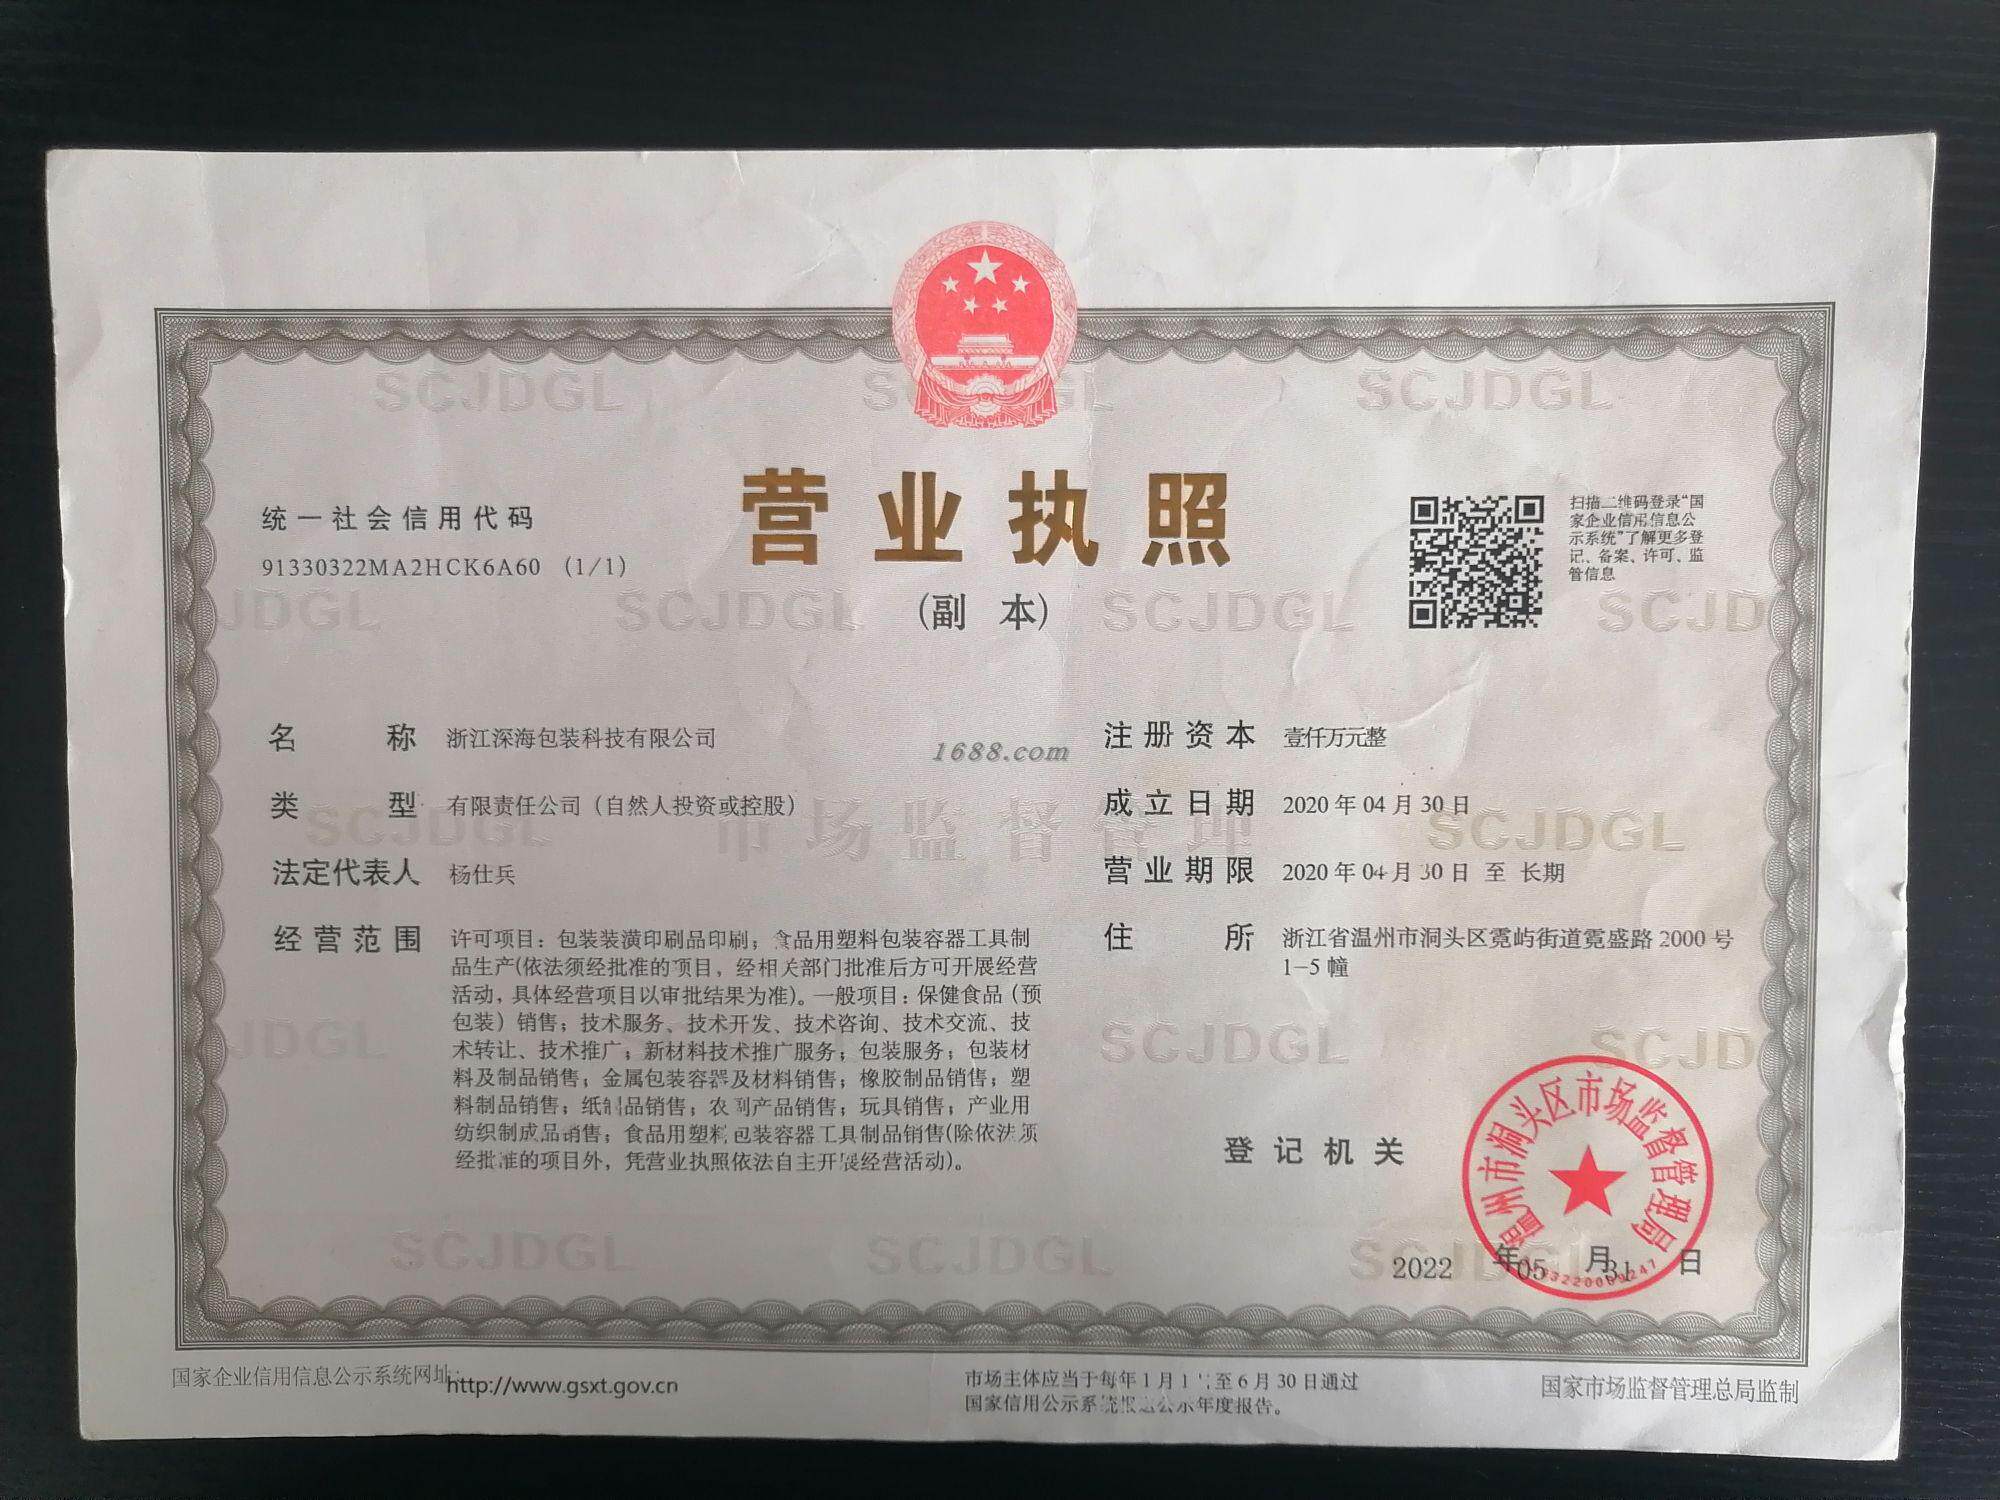 统一社会信用代码
91330322MA2HCK6A60 (1/1)
营业执照
(副 本)
扫描二维码登录“国
家企业信用信息公
示系统”了解更多登
记、备案、许可、监
管信息
名 称 浙江深海包装科技有限公司
类 型 有限责任公司（自然人投资或控股）
法定代表人 杨仕兵
经营范围 许可项目：包装装潢印刷品印刷；食品用塑料包装容器工具制
品生产(依法须经批准的项目，经相关部门批准后方可开展经营
活动，具体经营项目以审批结果为准)。一般项目：保健食品（预
包装）销售；技术服务、技术开发、技术咨询、技术交流、技
术转让、技术推广；新材料技术推广服务；包装服务；包装材
料及制品销售；金属包装容器及材料销售；橡胶制品销售；塑
料制品销售；纸制品销售；农副产品销售；玩具销售；产业用
纺织制成品销售；食品用塑料包装容器工具制品销售(除依法须
经批准的项目外，凭营业执照依法自主开展经营活动)。
1688.com
注册资本 壹仟万元整
成立日期 2020年04月30日
营业期限 2020年04月30日 至 长期
住 所 浙江省温州市洞头区霓屿街道霓盛路2000号
1-5幢
登记机关
温州市洞头区市场监督管理局
2022 年05 月31 日
国家企业信用信息公示系统网址：http://www.gsxt.gov.cn
市场主体应当于每年1月1日至6月30日通过
国家信用公示系统报送公示年度报告。
国家市场监督管理总局监制
SCJDGL
市场监督管理